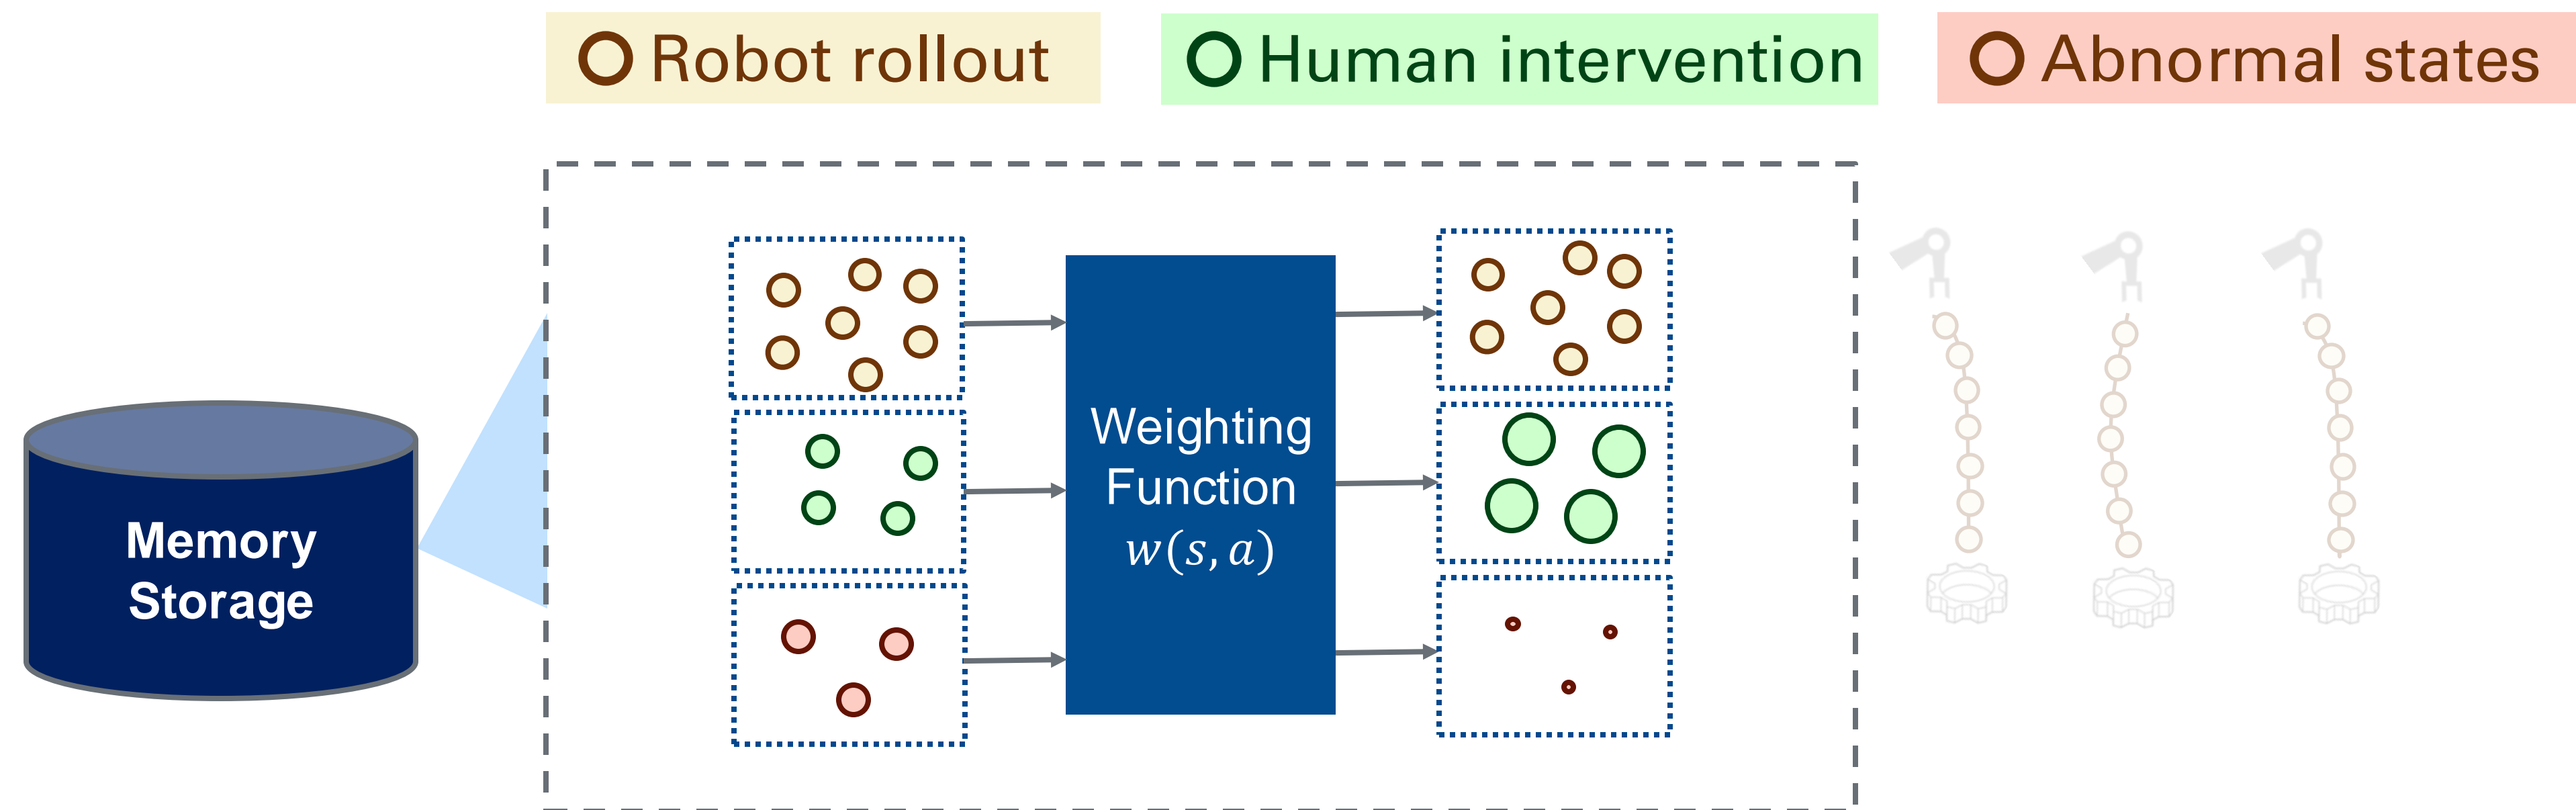 Robot rollout
Human intervention
Abnormal states
Memory
Storage
Weighting
Function
w(s, a)